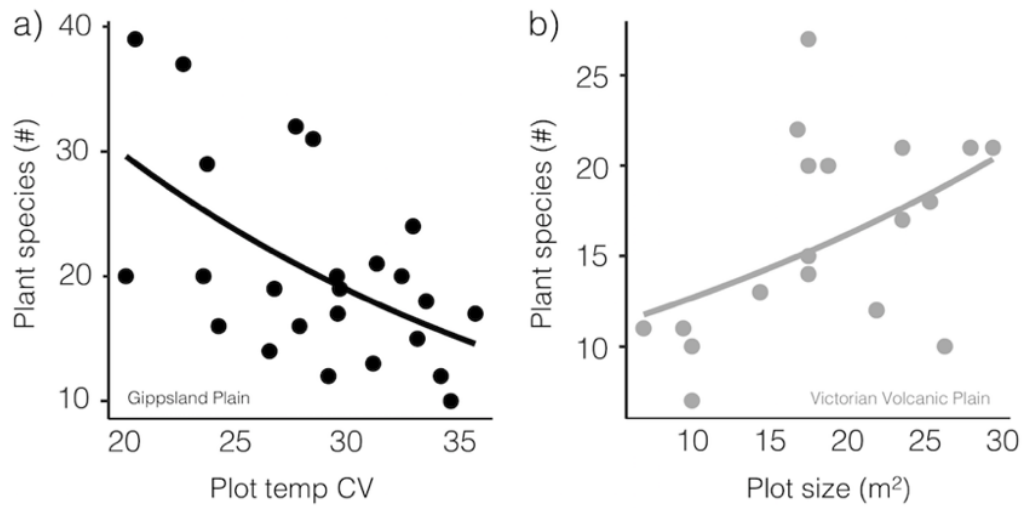 a)
40
30
20
10
Plant species (#)
Gippsland Plain
20 25 30 35
Plot temp CV
b)
25
20
15
10
Plant species (#)
Victorian Volcanic Plain
10 15 20 25 30
Plot size (m²)